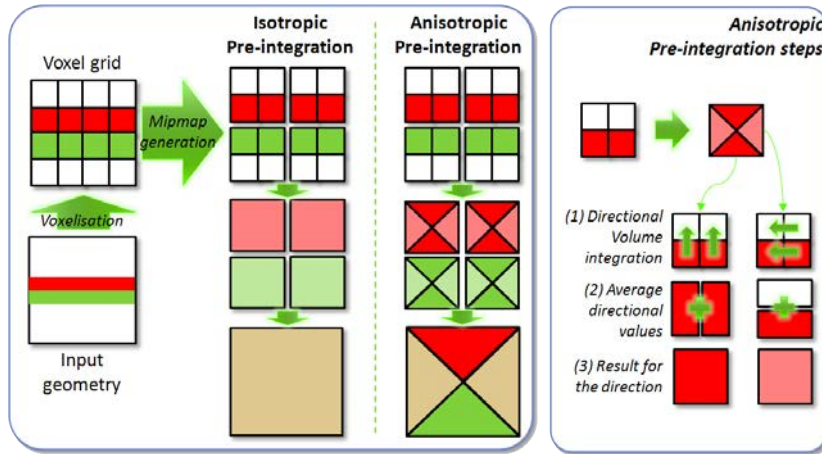 Isotropic
Pre-integration
Anisotropic
Pre-integration
Voxel grid
Mipmap
generation
Voxelisation
Input
geometry
Anisotropic
Pre-integration steps
(1) Directional
Volume
integration
(2) Average
directional
values
(3) Result for
the direction